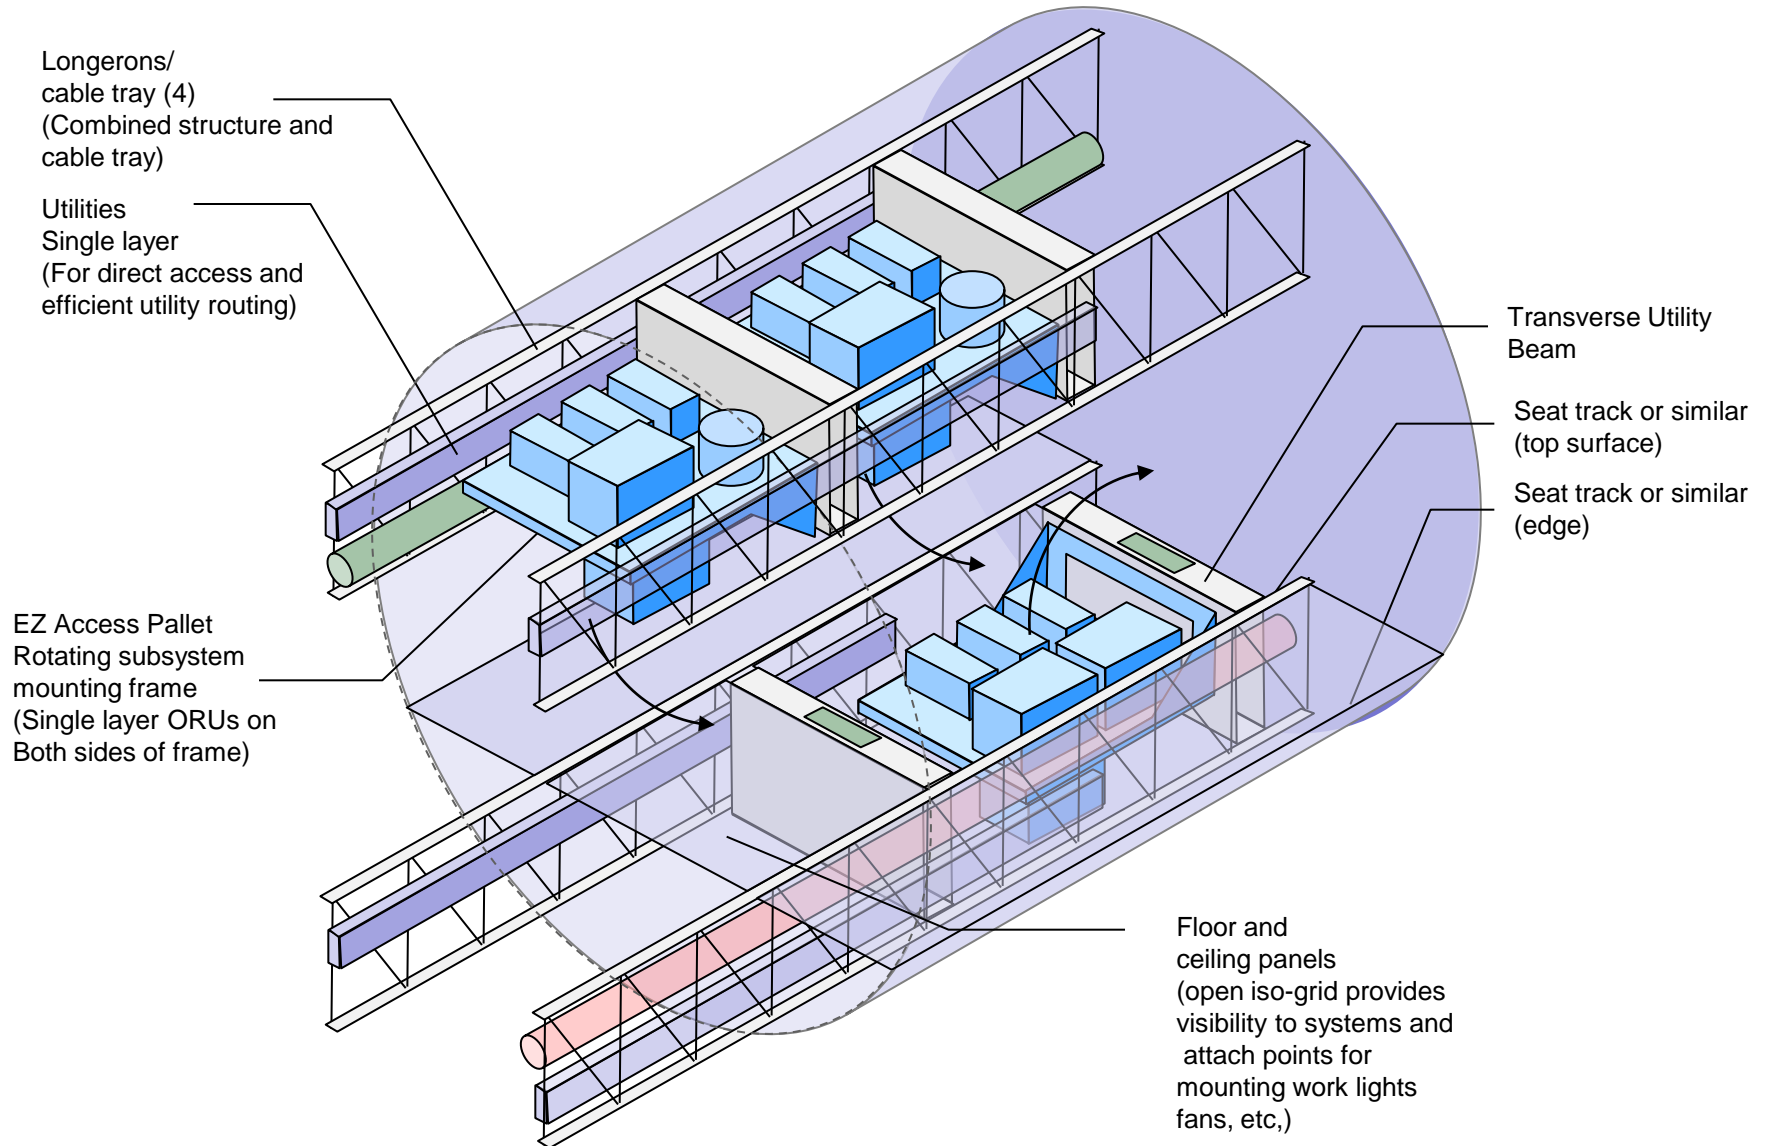 Longerons/
cable tray (4)
(Combined structure and
cable tray)
Utilities
Single layer
(For direct access and
efficient utility routing)
EZ Access Pallet
Rotating subsystem
mounting frame
(Single layer ORUs on
Both sides of frame)
Transverse Utility
Beam
Seat track or similar
(top surface)
Seat track or similar
(edge)
Floor and
ceiling panels
(open iso-grid provides
visibility to systems and
attach points for
mounting work lights
fans, etc,)